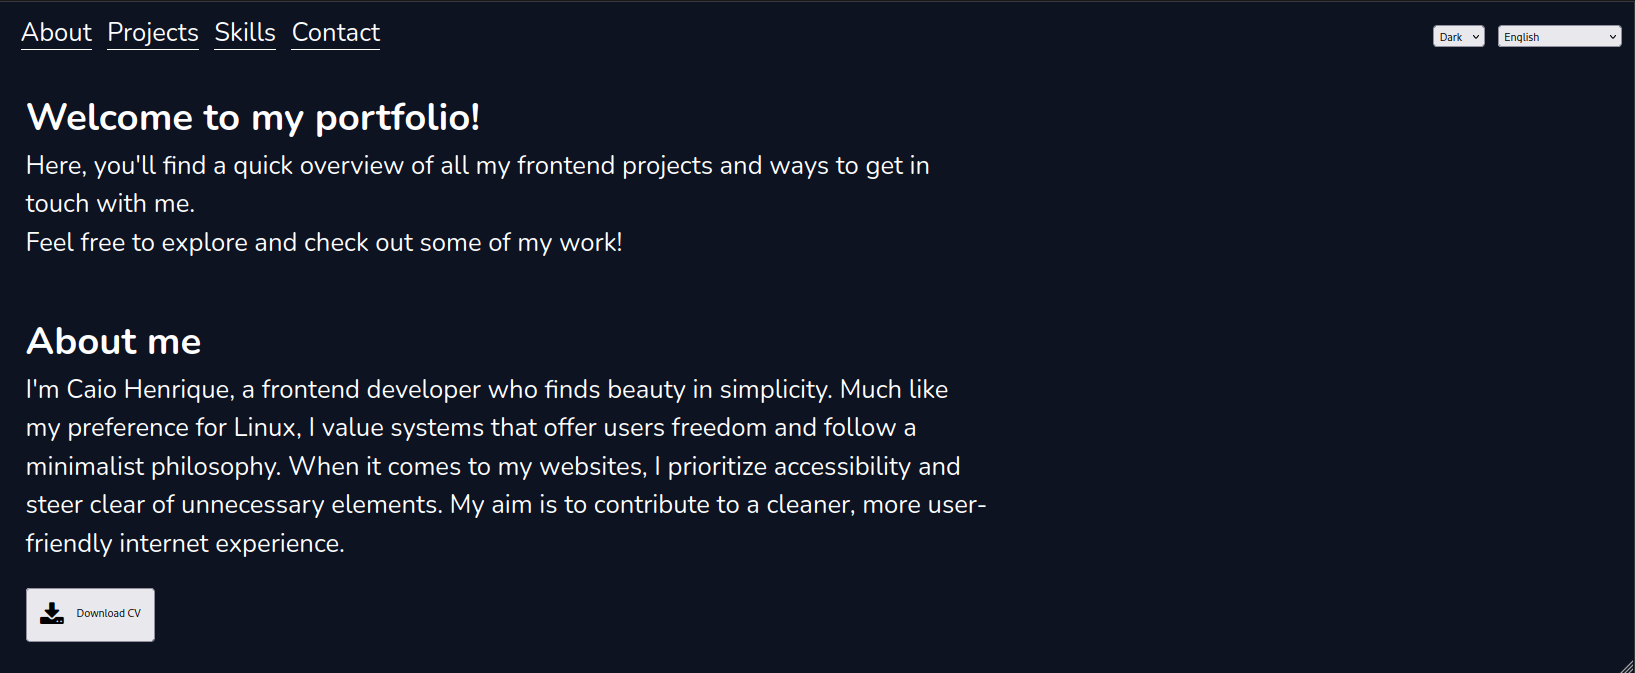 About Projects Skills Contact
Dark English
Welcome to my portfolio!
Here, you'll find a quick overview of all my frontend projects and ways to get in
touch with me.
Feel free to explore and check out some of my work!
About me
I'm Caio Henrique, a frontend developer who finds beauty in simplicity. Much like
my preference for Linux, I value systems that offer users freedom and follow a
minimalist philosophy. When it comes to my websites, I prioritize accessibility and
steer clear of unnecessary elements. My aim is to contribute to a cleaner, more user-
friendly internet experience.
Download CV